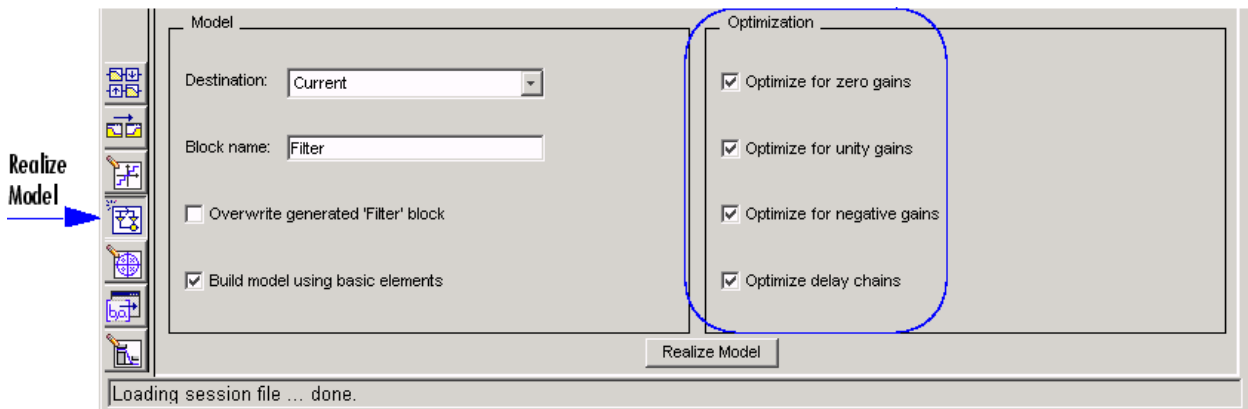 Model
Destination:
Current
Block name:
Filter
Overwrite generated 'Filter' block
Build model using basic elements
Optimization
Optimize for zero gains
Optimize for unity gains
Optimize for negative gains
Optimize delay chains
Realize Model
Realize
Model
[b,a]
Loading session file ... done.